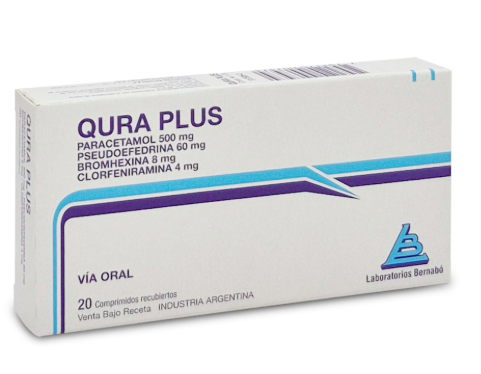 QURA PLUS
PARACETAMOL 500 mg
PSEUDOEFEDRINA 60 mg
BROMHEXINA 8 mg
CLORFENIRAMINA 4 mg
VÍA ORAL
20 Comprimidos recubiertos
Venta Bajo Receta INDUSTRIA ARGENTINA
Laboratorios Bernabó
QURA PLUS